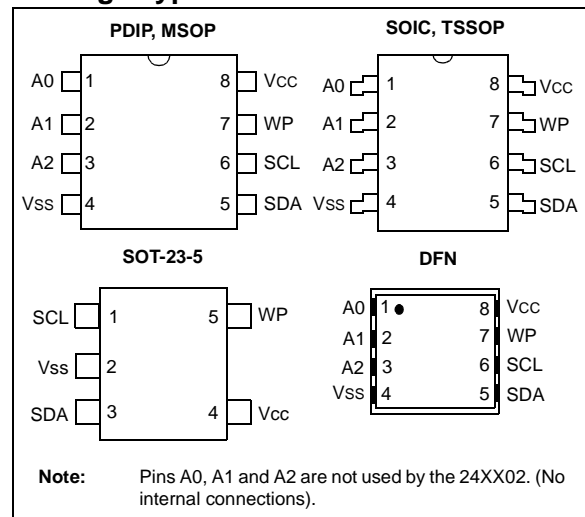 PDIP, MSOP
A0 1 8 VCC
A1 2 7 WP
A2 3 6 SCL
VSS 4 5 SDA
SOIC, TSSOP
A0 1 8 VCC
A1 2 7 WP
A2 3 6 SCL
VSS 4 5 SDA
SOT-23-5
SCL 1 5 WP
Vss 2
SDA 3 4 Vcc
DFN
A0 1 8 VCC
A1 2 7 WP
A2 3 6 SCL
VSS 4 5 SDA
Note: Pins A0, A1 and A2 are not used by the 24XX02. (No
internal connections).